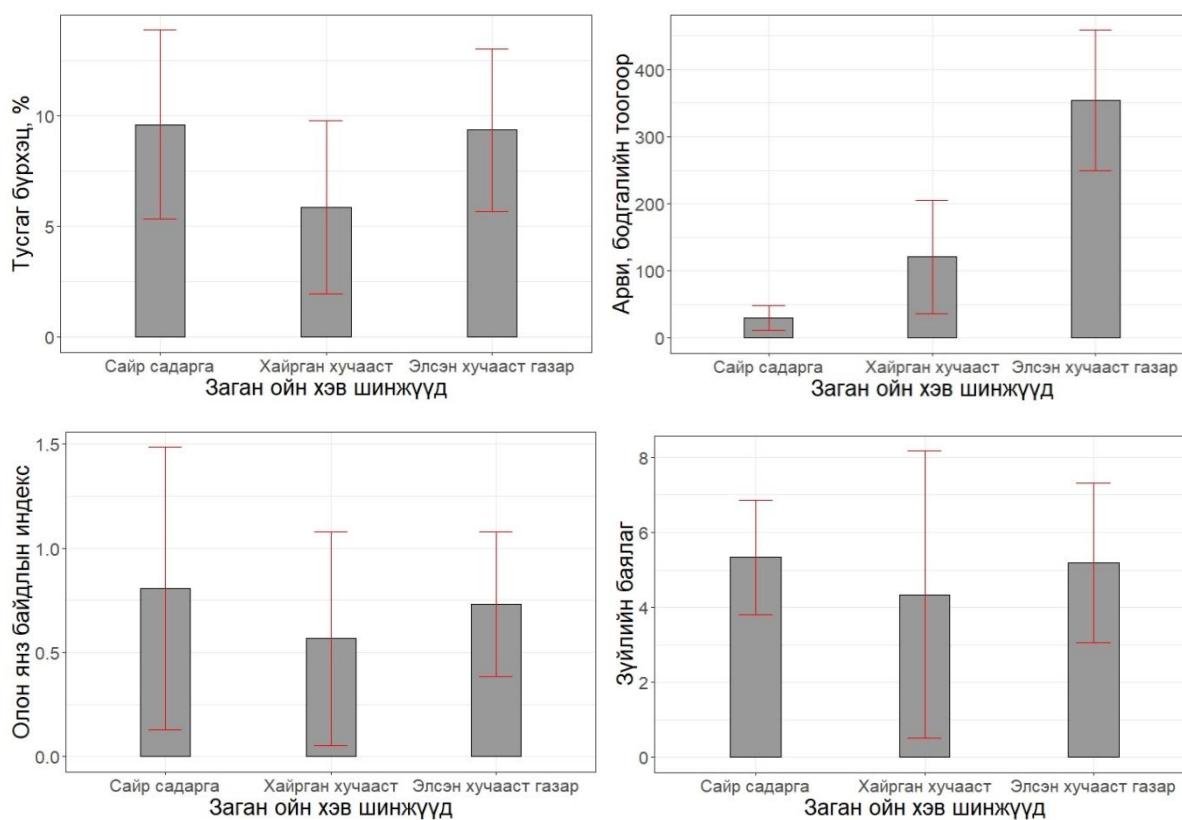 Тусгаг бүрхэц, %
10
5
0
Сайр садарга Хайрган хучааст Элсэн хучааст газар
Заган ойн хэв шинжүүд
Арви, бодгалийн тоогоор
400
300
200
100
0
Сайр садарга Хайрган хучааст Элсэн хучааст газар
Заган ойн хэв шинжүүд
Олон янз байдлын индекс
1.5
1.0
0.5
0.0
Сайр садарга Хайрган хучааст Элсэн хучааст газар
Заган ойн хэв шинжүүд
Зүйлийн баялаг
8
6
4
2
0
Сайр садарга Хайрган хучааст Элсэн хучааст газар
Заган ойн хэв шинжүүд